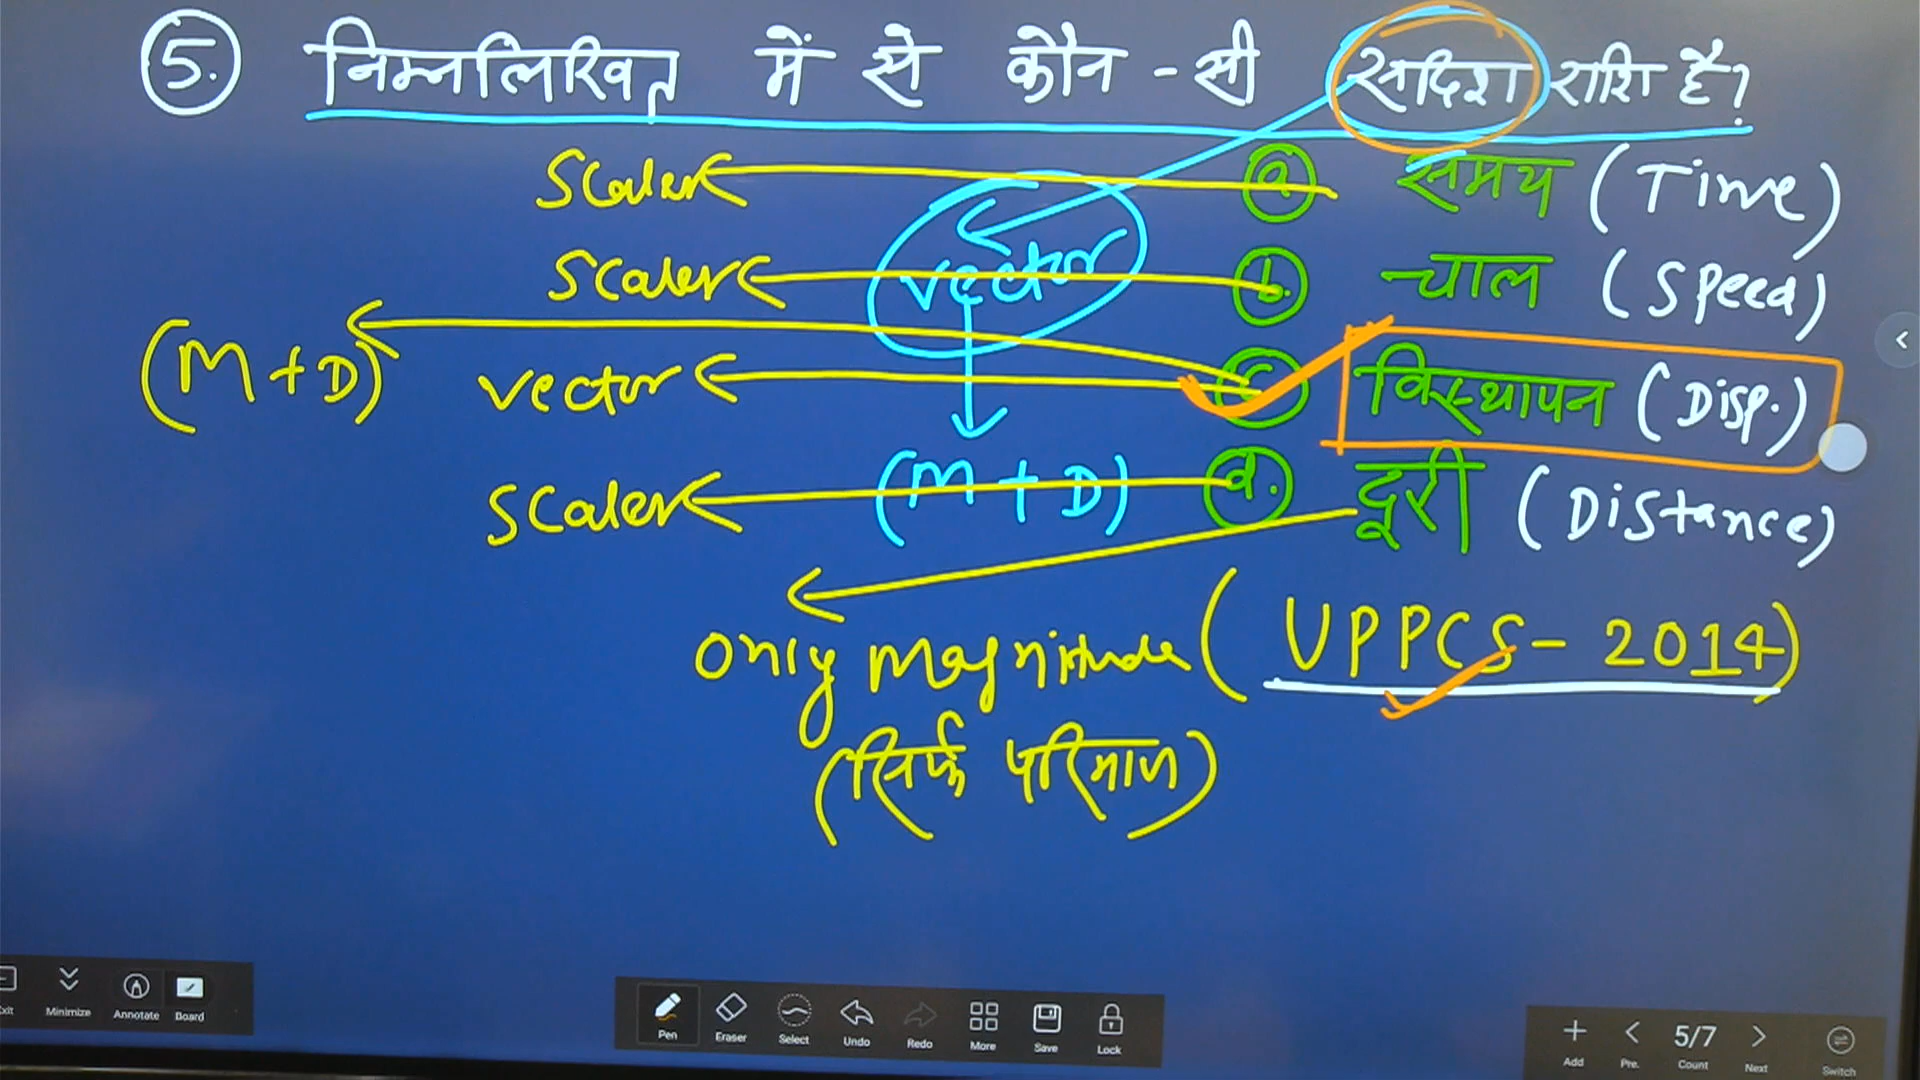 5. निम्नलिखित में से कौन-सी सदिश राशि है?
Scaler a. समय (Time)
Scaler vector b. चाल (Speed)
(M+D) vector c विस्थापन (Disp.)
Scaler (M+D) d. दूरी (Distance)
only magnitude (UPPCS-2014)
(सिर्फ परिमाण)
Minimize Annotate Board
Pen Eraser Select Undo Redo More Save Lock
Add Pre. 5/7 Count Next Switch